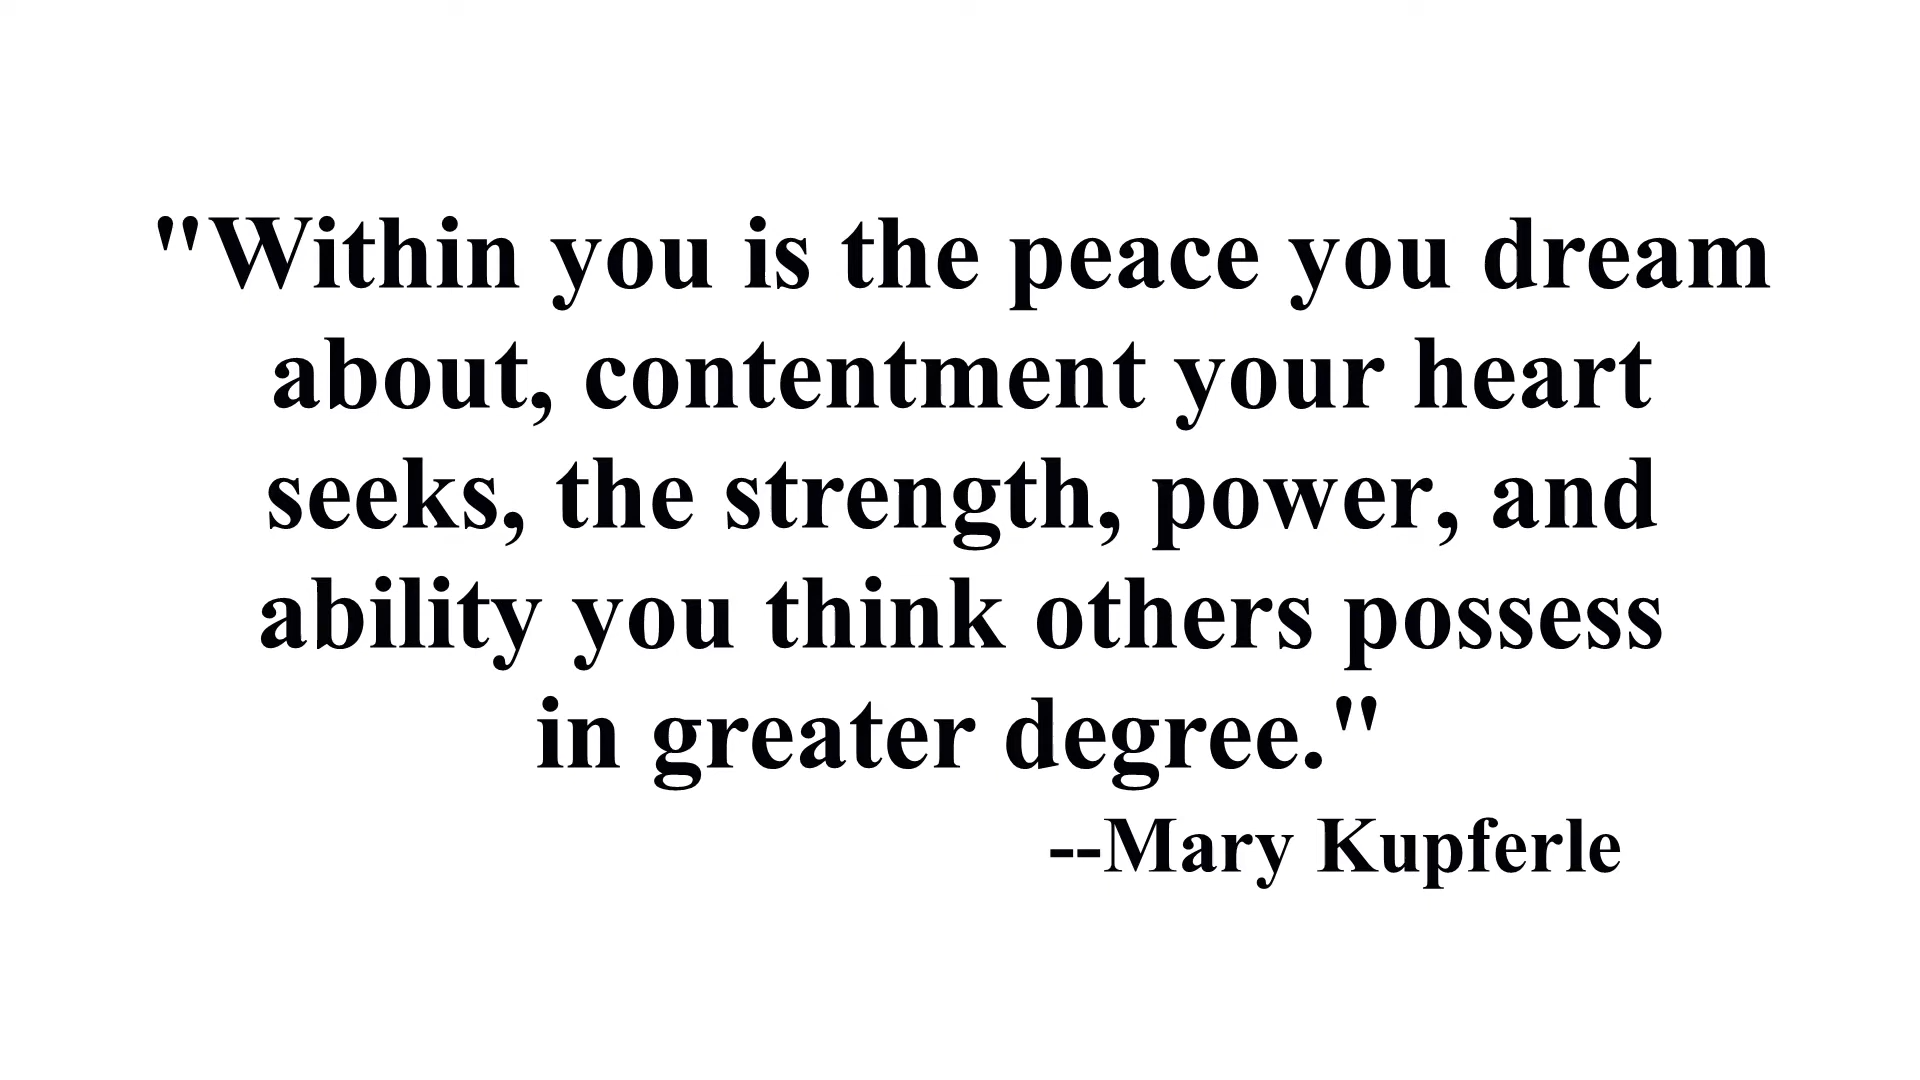 "Within you is the peace you dream
about, contentment your heart
seeks, the strength, power, and
ability you think others possess
in greater degree."
--Mary Kupferle